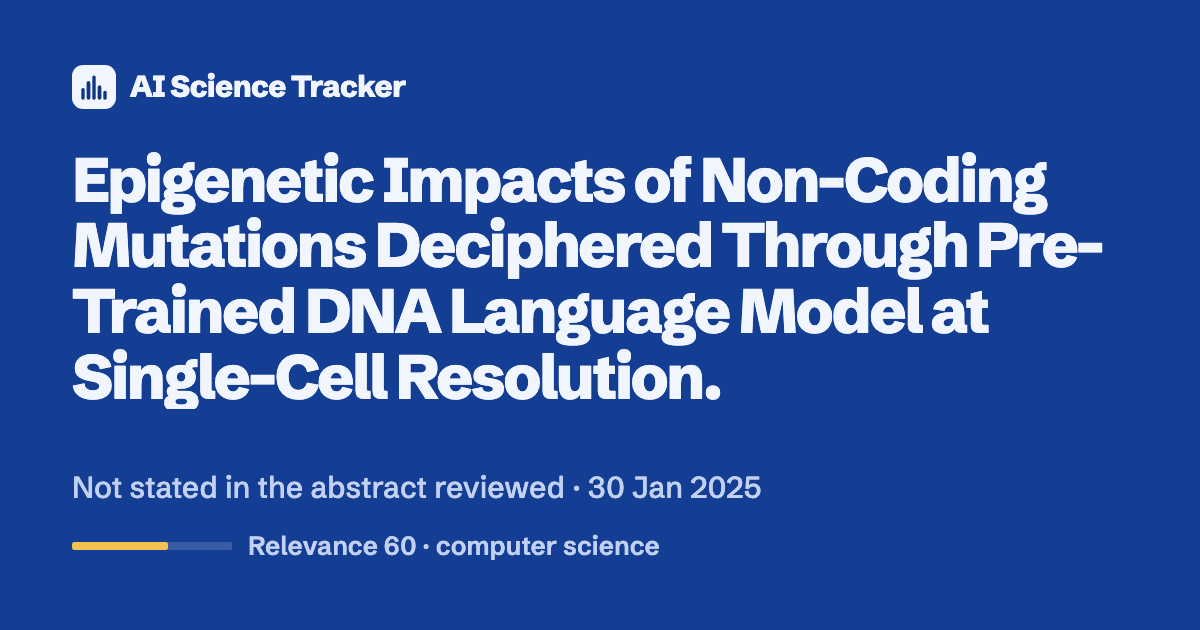 AI Science Tracker
Epigenetic Impacts of Non-Coding
Mutations Deciphered Through Pre-
Trained DNA Language Model at
Single-Cell Resolution.
Not stated in the abstract reviewed · 30 Jan 2025
Relevance 60 · computer science